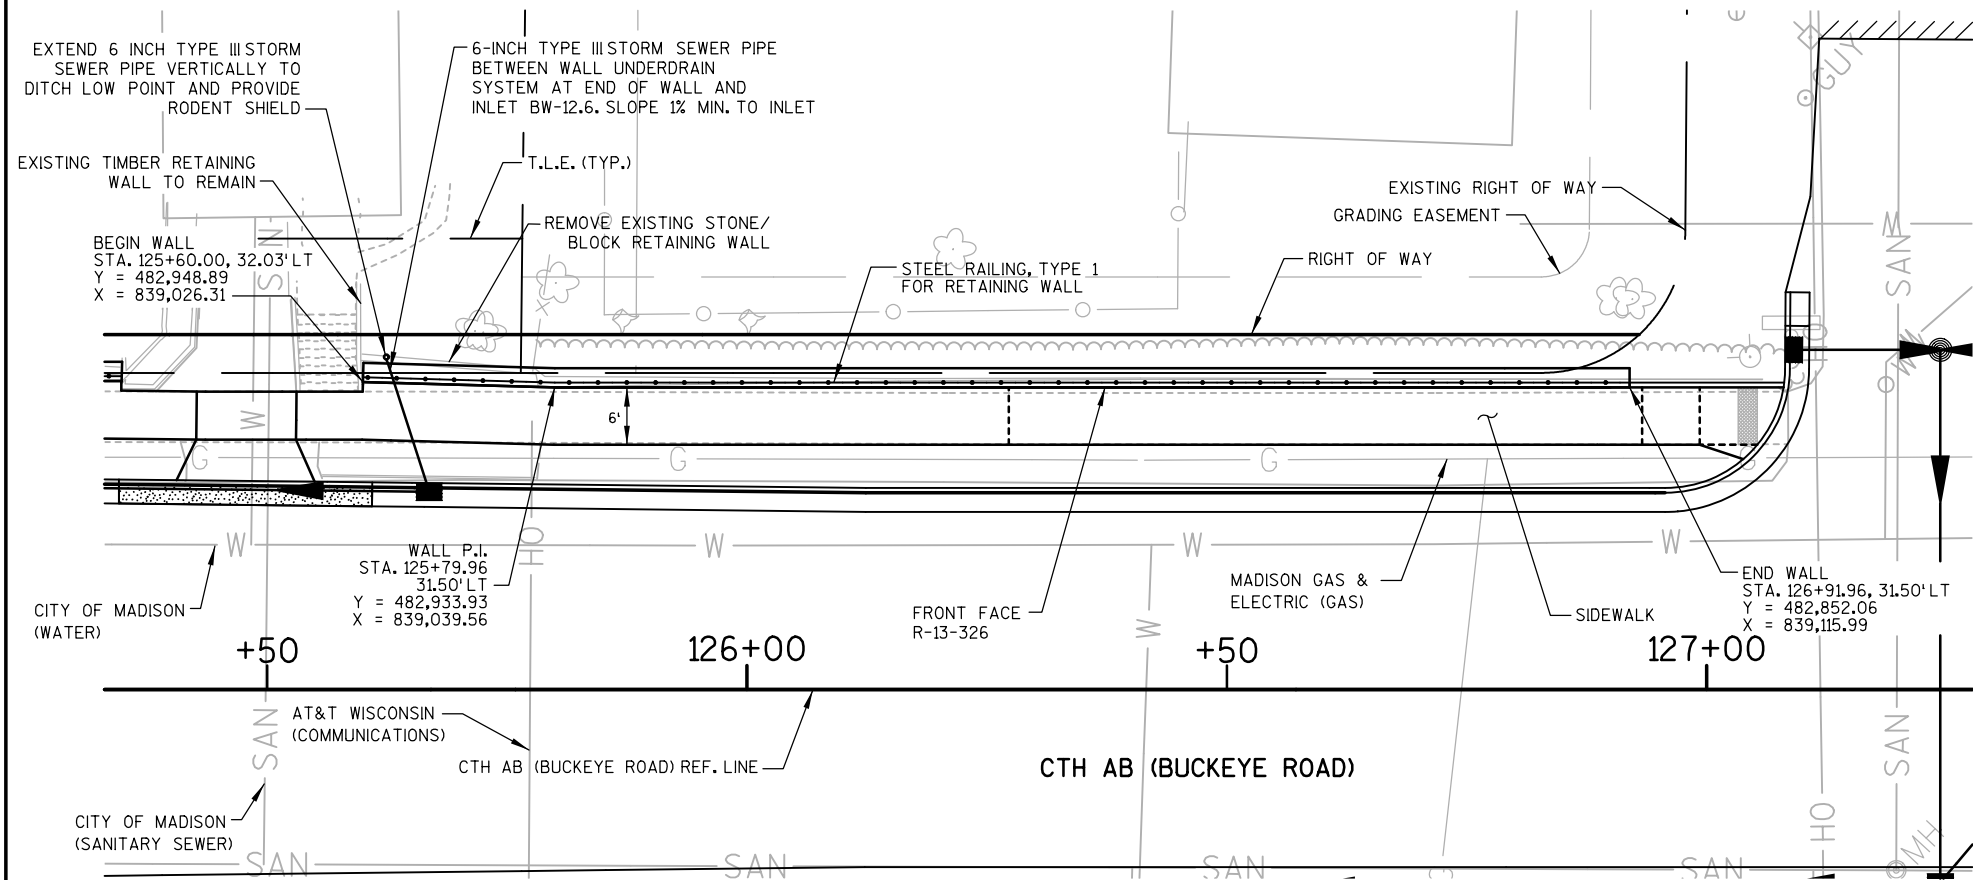 EXTEND 6 INCH TYPE III STORM
SEWER PIPE VERTICALLY TO
DITCH LOW POINT AND PROVIDE
RODENT SHIELD
6-INCH TYPE III STORM SEWER PIPE
BETWEEN WALL UNDERDRAIN
SYSTEM AT END OF WALL AND
INLET BW-12.6. SLOPE 1% MIN. TO INLET
GUY
EXISTING TIMBER RETAINING
WALL TO REMAIN
T.L.E. (TYP.)
EXISTING RIGHT OF WAY
GRADING EASEMENT
REMOVE EXISTING STONE/
BLOCK RETAINING WALL
W
SAN
S
N
BEGIN WALL
STA. 125+60.00, 32.03' LT
Y = 482,948.89
X = 839,026.31
STEEL RAILING, TYPE 1
FOR RETAINING WALL
RIGHT OF WAY
X
W
HO
W
6'
G
G
G
G
W
W
W
W
HO
WALL P.I.
STA. 125+79.96
31.50' LT
Y = 482,933.93
X = 839,039.56
CITY OF MADISON
(WATER)
FRONT FACE
R-13-326
W
MADISON GAS &
ELECTRIC (GAS)
SIDEWALK
END WALL
STA. 126+91.96, 31.50' LT
Y = 482,852.06
X = 839,115.99
+50
126+00
+50
127+00
AT&T WISCONSIN
(COMMUNICATIONS)
SAN
SAN
CTH AB (BUCKEYE ROAD) REF. LINE
CTH AB (BUCKEYE ROAD)
CITY OF MADISON
(SANITARY SEWER)
HO
MH
SAN
SAN
SAN
SAN
G